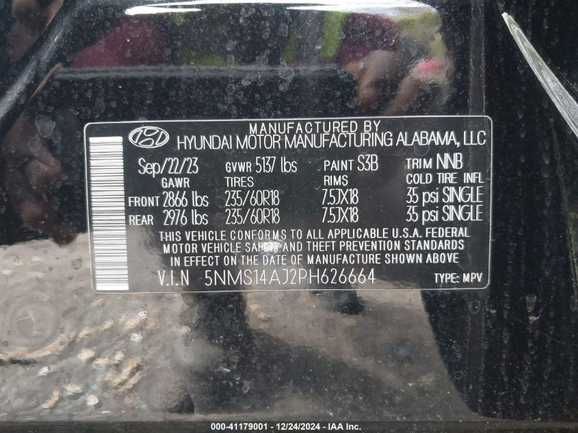 MANUFACTURED BY
HYUNDAI MOTOR MANUFACTURING ALABAMA, LLC
Sep/22/23 GVWR 5137 lbs PAINT S3B TRIM NNB
GAWR TIRES RIMS COLD TIRE INFL
FRONT 2866 lbs 235/60R18 7.5JX18 35 psi SINGLE
REAR 2976 lbs 235/60R18 7.5JX18 35 psi SINGLE
THIS VEHICLE CONFORMS TO ALL APPLICABLE U.S.A. FEDERAL
MOTOR VEHICLE SAFETY AND THEFT PREVENTION STANDARDS
IN EFFECT ON THE DATE OF MANUFACTURE SHOWN ABOVE.
V.I.N 5NMS14AJ2PH626664 TYPE: MPV
000-41179001 - 12/24/2024 - IAA Inc.